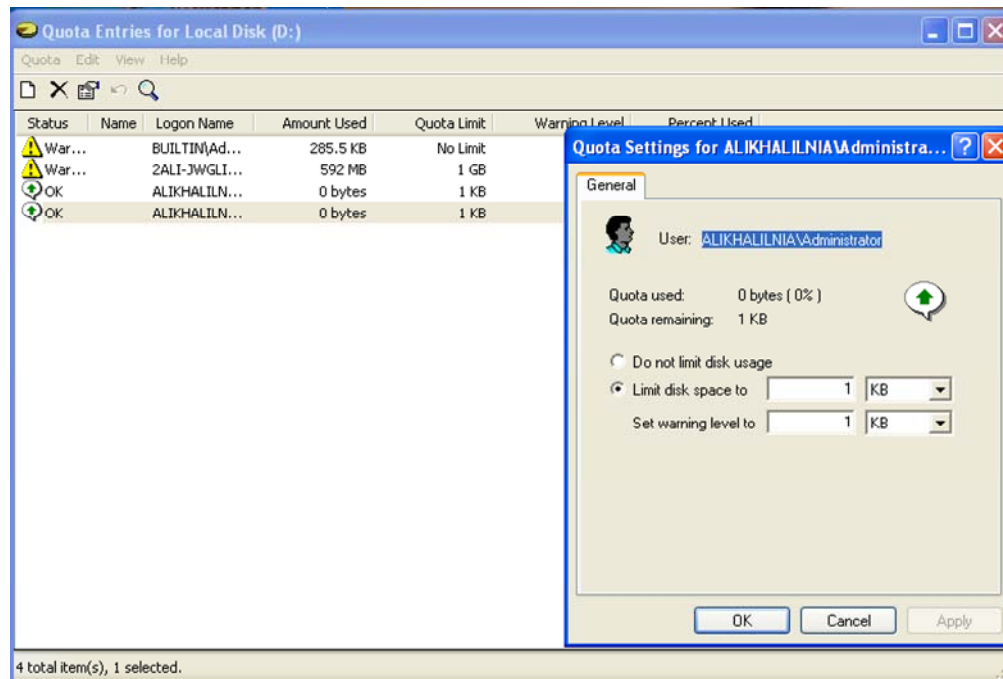 Quota Entries for Local Disk (D:)
Quota Edit View Help
Status Name Logon Name Amount Used Quota Limit Warning Level Percent Used
War... BUILTIN\Ad... 285.5 KB No Limit
War... 2ALI-JWGLI... 592 MB 1 GB
OK ALIKHALILN... 0 bytes 1 KB
OK ALIKHALILN... 0 bytes 1 KB
4 total item(s), 1 selected.
Quota Settings for ALIKHALILNIA\Administra...
General
User: ALIKHALILNIA\Administrator
Quota used: 0 bytes ( 0% )
Quota remaining: 1 KB
Do not limit disk usage
Limit disk space to 1 KB
Set warning level to 1 KB
OK Cancel Apply